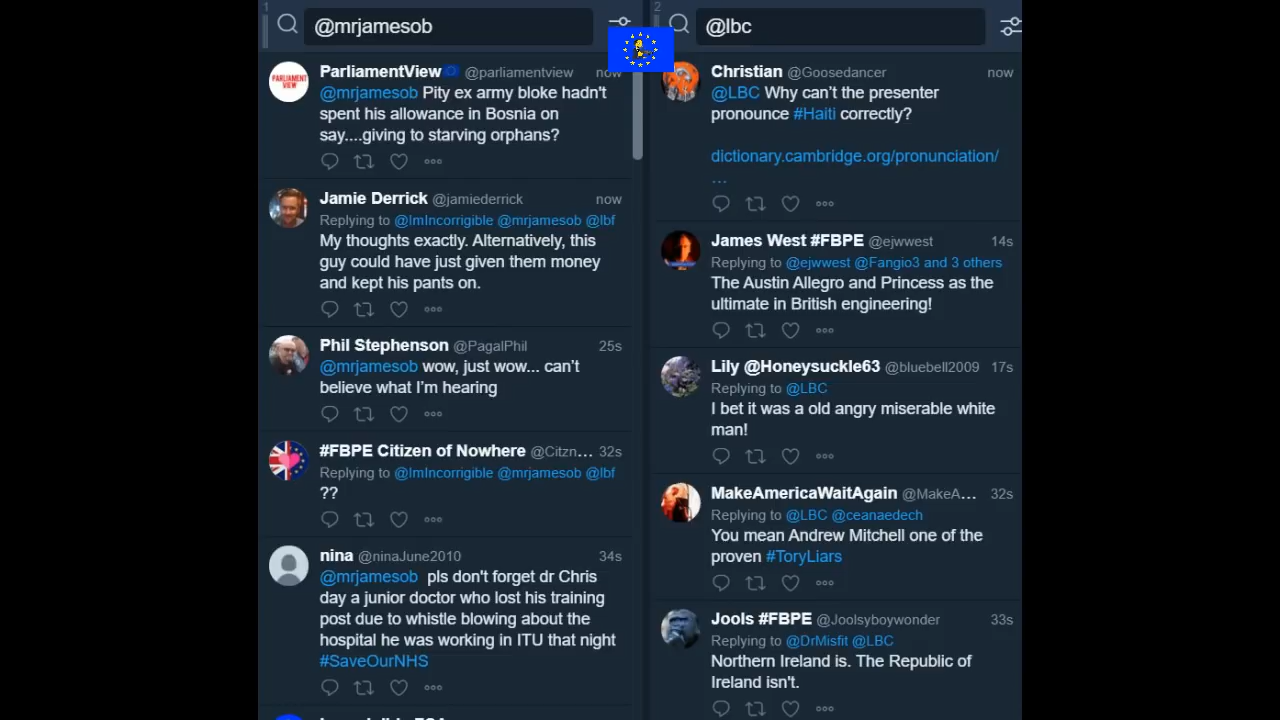 1
@mrjamesob
ParliamentView @parliamentview now
@mrjamesob Pity ex army bloke hadn't
spent his allowance in Bosnia on
say....giving to starving orphans?
Jamie Derrick @jamiederrick now
Replying to @ImIncorrigible @mrjamesob @lbf
My thoughts exactly. Alternatively, this
guy could have just given them money
and kept his pants on.
Phil Stephenson @PagalPhil 25s
@mrjamesob wow, just wow... can't
believe what I'm hearing
#FBPE Citizen of Nowhere @Citzn... 32s
Replying to @ImIncorrigible @mrjamesob @lbf
??
nina @ninaJune2010 34s
@mrjamesob pls don't forget dr Chris
day a junior doctor who lost his training
post due to whistle blowing about the
hospital he was working in ITU that night
#SaveOurNHS
2
@lbc
Christian @Goosedancer now
@LBC Why can't the presenter
pronounce #Haiti correctly?
dictionary.cambridge.org/pronunciation/
…
James West #FBPE @ejwwest 14s
Replying to @ejwwest @Fangio3 and 3 others
The Austin Allegro and Princess as the
ultimate in British engineering!
Lily @Honeysuckle63 @bluebell2009 17s
Replying to @LBC
I bet it was a old angry miserable white
man!
MakeAmericaWaitAgain @MakeA... 32s
Replying to @LBC @ceanaedech
You mean Andrew Mitchell one of the
proven #ToryLiars
Jools #FBPE @Joolsyboywonder 33s
Replying to @DrMisfit @LBC
Northern Ireland is. The Republic of
Ireland isn't.
PARLIAMENT
VIEW